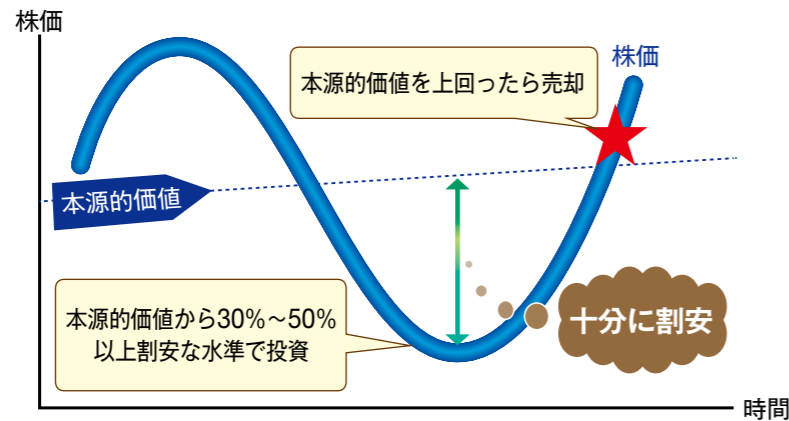 株価
本源的価値を上回ったら売却
株価
本源的価値
本源的価値から30%〜50%
以上割安な水準で投資
十分に割安
時間